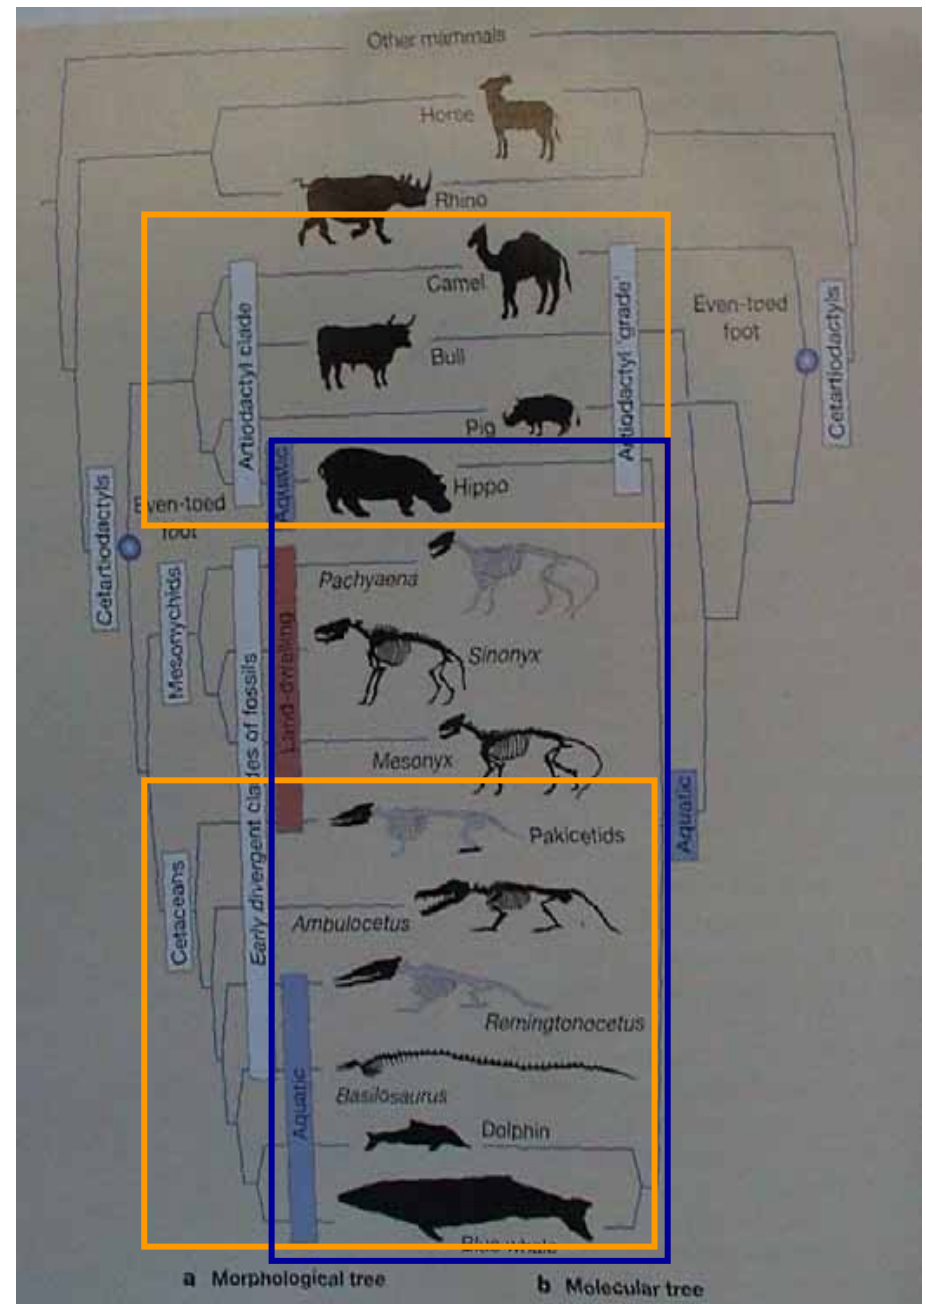 Other mammals
Horse
Rhino
Camel
Artiodactyl clade
Artiodactyl 'grade'
Even-toed
foot
Cetartiodactyls
Bull
Pig
Aquatic
Hippo
Cetartiodactyls
Even-toed
foot
Pachyaena
Mesonychids
Land-dwelling
Early divergent clades of fossils
Sinonyx
Mesonyx
Aquatic
Pakicetids
Cetaceans
Ambulocetus
Remingtonocetus
Basilosaurus
Aquatic
Dolphin
Blue whale
a Morphological tree
b Molecular tree